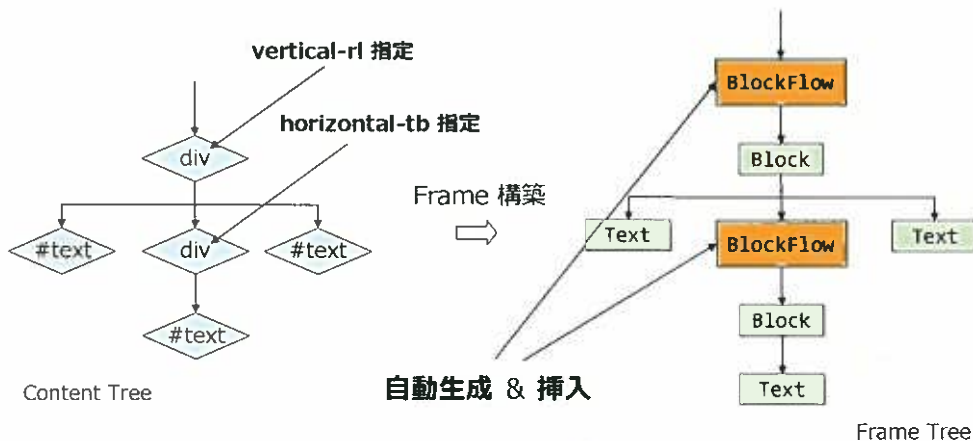 vertical-rl 指定
horizontal-tb 指定
div
#text
div
#text
#text
Content Tree
Frame 構築
BlockFlow
Block
Text
BlockFlow
Text
Block
Text
自動生成 & 挿入
Frame Tree